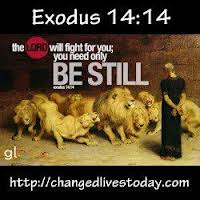 Exodus 14:14
the LORD will fight for you;
you need only
BE STILL
exodus 14:14
http://changedlivestoday.com